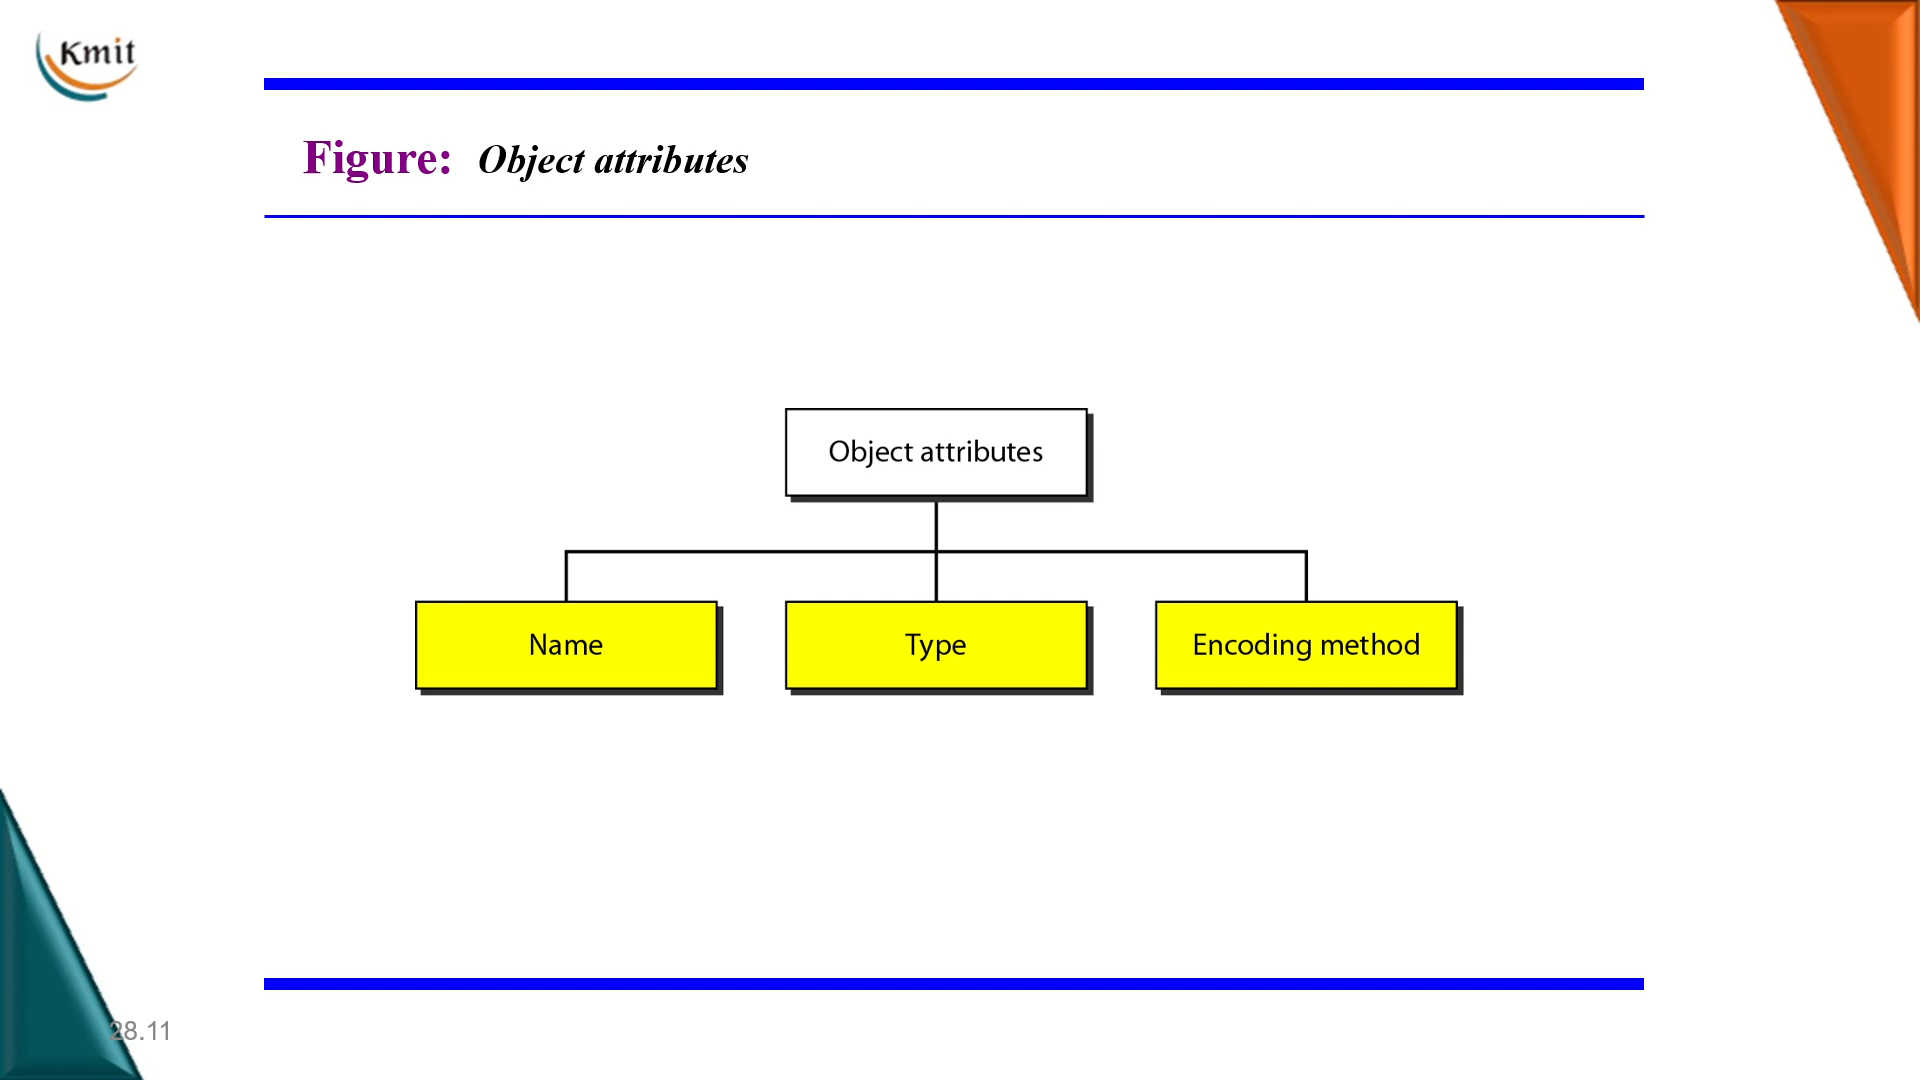 Kmit
Figure: Object attributes
Object attributes
Name
Type
Encoding method
28.11